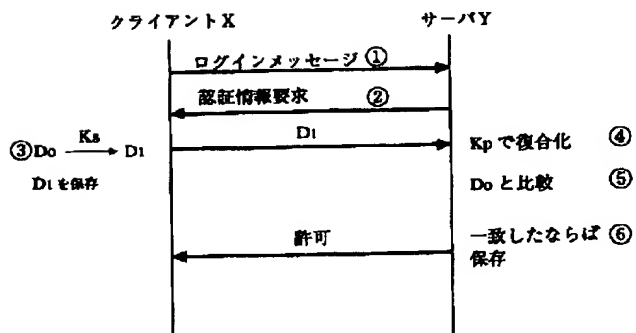 クライアントX
サーバY
ログインメッセージ ①
認証情報要求 ②
③ Do Ks D1
D1を保存
D1
Kpで復合化 ④
Doと比較 ⑤
許可
一致したならば ⑥
保存